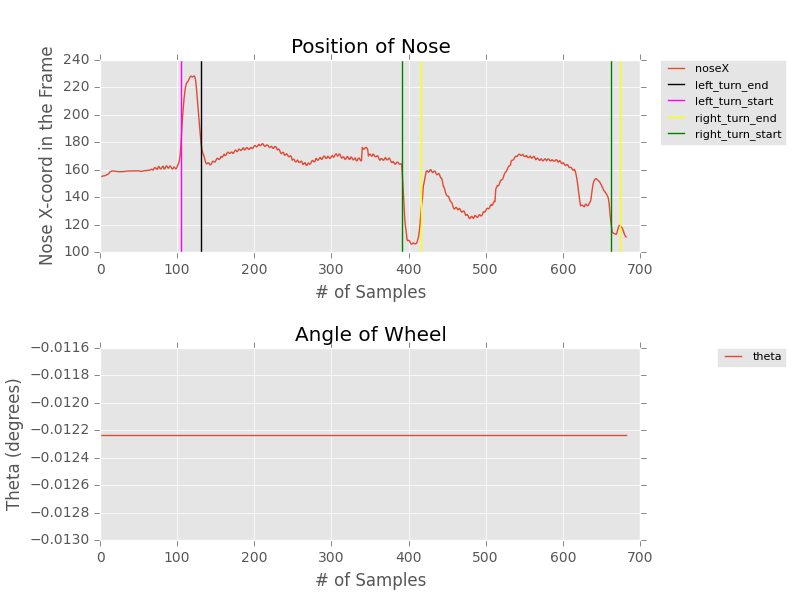 Position of Nose
240
220
200
180
160
140
120
100
Nose X-coord in the Frame
0 100 200 300 400 500 600 700
# of Samples
noseX
left_turn_end
left_turn_start
right_turn_end
right_turn_start
Angle of Wheel
−0.0116
−0.0118
−0.0120
−0.0122
−0.0124
−0.0126
−0.0128
−0.0130
Theta (degrees)
0 100 200 300 400 500 600 700
# of Samples
theta